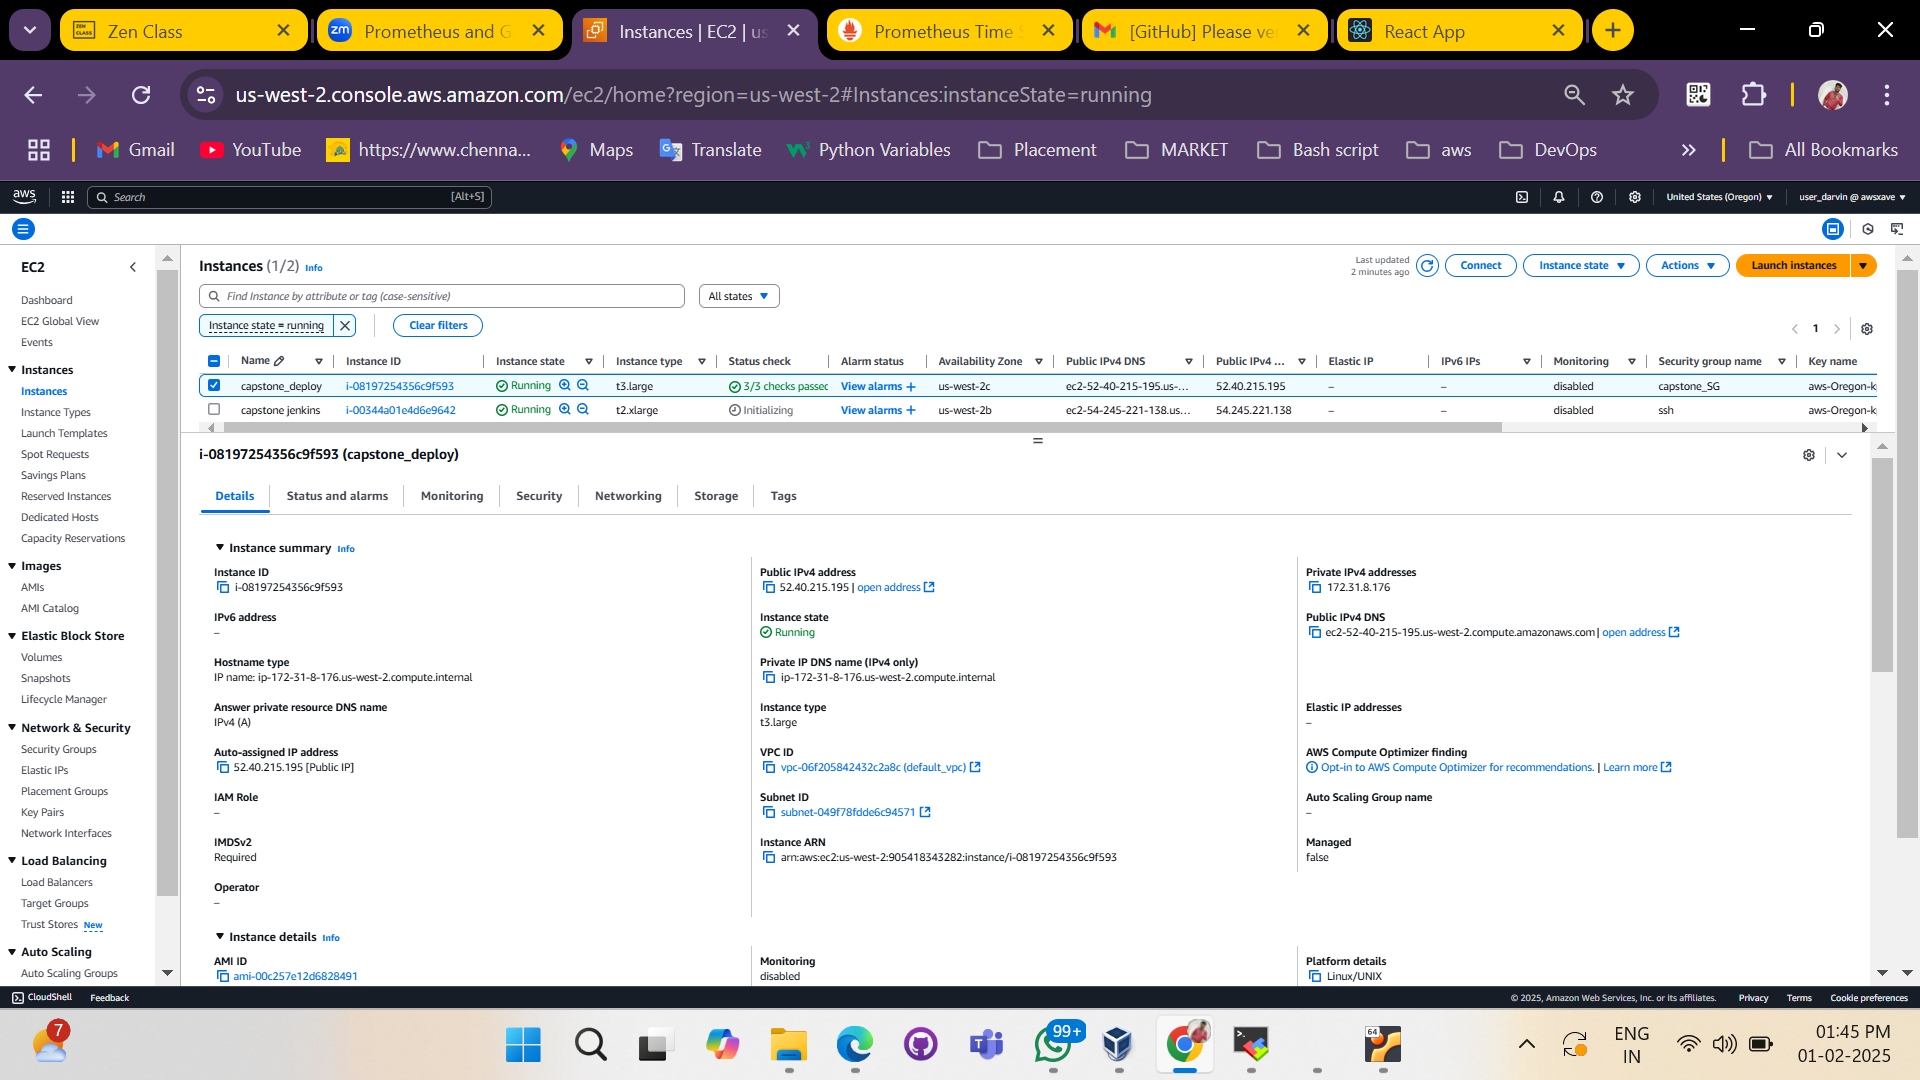 Zen Class
zm Prometheus and G
Instances | EC2 | us
Prometheus Time S
[GitHub] Please ve
React App
us-west-2.console.aws.amazon.com/ec2/home?region=us-west-2#Instances:instanceState=running
Gmail YouTube https://www.chenna... Maps Translate Python Variables Placement MARKET Bash script aws DevOps » All Bookmarks
aws Search [Alt+S] United States (Oregon) user_darvin @ awsxave
EC2
Dashboard
EC2 Global View
Events
Instances
Instances
Instance Types
Launch Templates
Spot Requests
Savings Plans
Reserved Instances
Dedicated Hosts
Capacity Reservations
Images
AMIs
AMI Catalog
Elastic Block Store
Volumes
Snapshots
Lifecycle Manager
Network & Security
Security Groups
Elastic IPs
Placement Groups
Key Pairs
Network Interfaces
Load Balancing
Load Balancers
Target Groups
Trust Stores New
Auto Scaling
Auto Scaling Groups
Instances (1/2) Info
Last updated
2 minutes ago
Connect Instance state Actions Launch instances
Find Instance by attribute or tag (case-sensitive) All states
Instance state = running Clear filters
1
Name Instance ID Instance state Instance type Status check Alarm status Availability Zone Public IPv4 DNS Public IPv4 ... Elastic IP IPv6 IPs Monitoring Security group name Key name
capstone_deploy i-08197254356c9f593 Running t3.large 3/3 checks passec View alarms + us-west-2c ec2-52-40-215-195.us-... 52.40.215.195 – – disabled capstone_SG aws-Oregon-k
capstone jenkins i-00344a01e4d6e9642 Running t2.xlarge Initializing View alarms + us-west-2b ec2-54-245-221-138.us... 54.245.221.138 – – disabled ssh aws-Oregon-k
i-08197254356c9f593 (capstone_deploy)
Details Status and alarms Monitoring Security Networking Storage Tags
Instance summary Info
Instance ID
i-08197254356c9f593
Public IPv4 address
52.40.215.195 | open address
Private IPv4 addresses
172.31.8.176
IPv6 address
–
Instance state
Running
Public IPv4 DNS
ec2-52-40-215-195.us-west-2.compute.amazonaws.com | open address
Hostname type
IP name: ip-172-31-8-176.us-west-2.compute.internal
Private IP DNS name (IPv4 only)
ip-172-31-8-176.us-west-2.compute.internal
Answer private resource DNS name
IPv4 (A)
Instance type
t3.large
Elastic IP addresses
–
Auto-assigned IP address
52.40.215.195 [Public IP]
VPC ID
vpc-06f205842432c2a8c (default_vpc)
AWS Compute Optimizer finding
Opt-in to AWS Compute Optimizer for recommendations. | Learn more
IAM Role
–
Subnet ID
subnet-049f78fdde6c94571
Auto Scaling Group name
–
IMDSv2
Required
Instance ARN
arn:aws:ec2:us-west-2:905418343282:instance/i-08197254356c9f593
Managed
false
Operator
–
Instance details Info
AMI ID
ami-00c257e12d6828491
Monitoring
disabled
Platform details
Linux/UNIX
CloudShell Feedback © 2025, Amazon Web Services, Inc. or its affiliates. Privacy Terms Cookie preferences
7
99+
64
ENG
IN
01:45 PM
01-02-2025